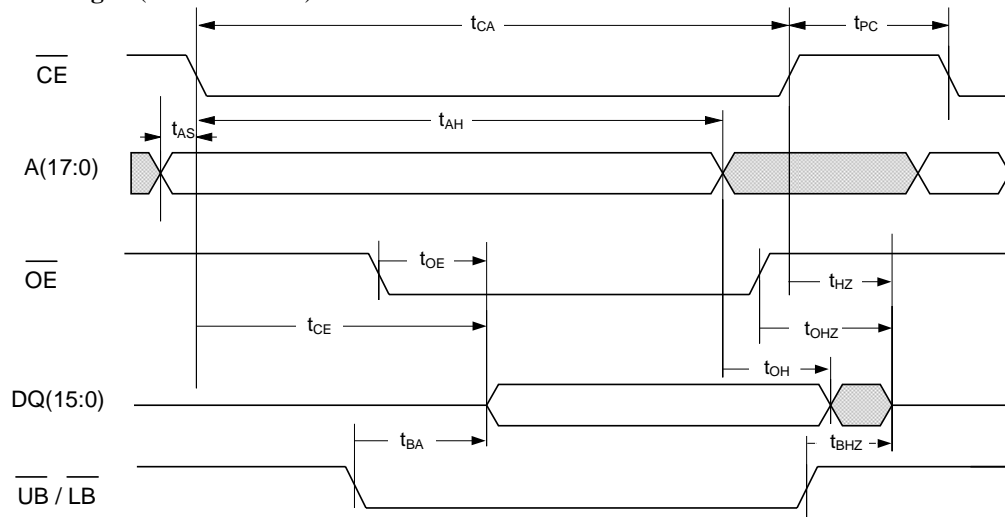 tCA
tPC
CE
tAS
tAH
A(17:0)
OE
tOE
tHZ
tCE
tOHZ
tOH
DQ(15:0)
tBA
tBHZ
UB / LB